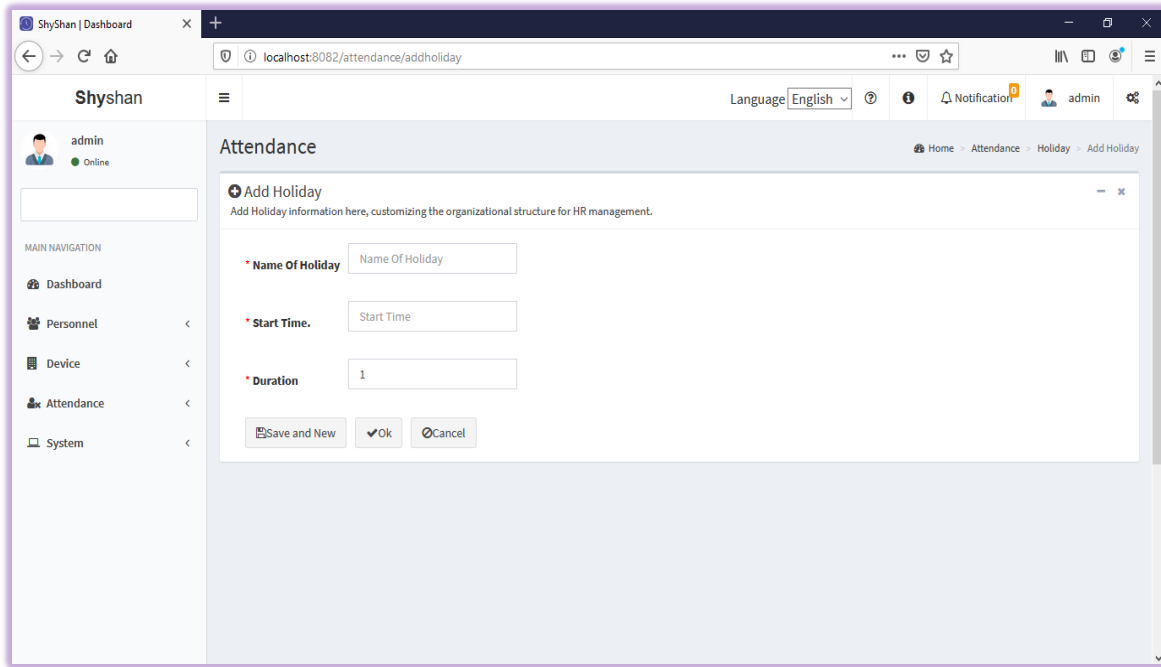 ShyShan | Dashboard
localhost:8082/attendance/addholiday
Shyshan
Language English
0
Notification
admin
admin
Online
Attendance
Home > Attendance > Holiday > Add Holiday
Add Holiday
Add Holiday information here, customizing the organizational structure for HR management.
MAIN NAVIGATION
Dashboard
Personnel
Device
Attendance
System
* Name Of Holiday
Name Of Holiday
* Start Time.
Start Time
* Duration
1
Save and New
Ok
Cancel